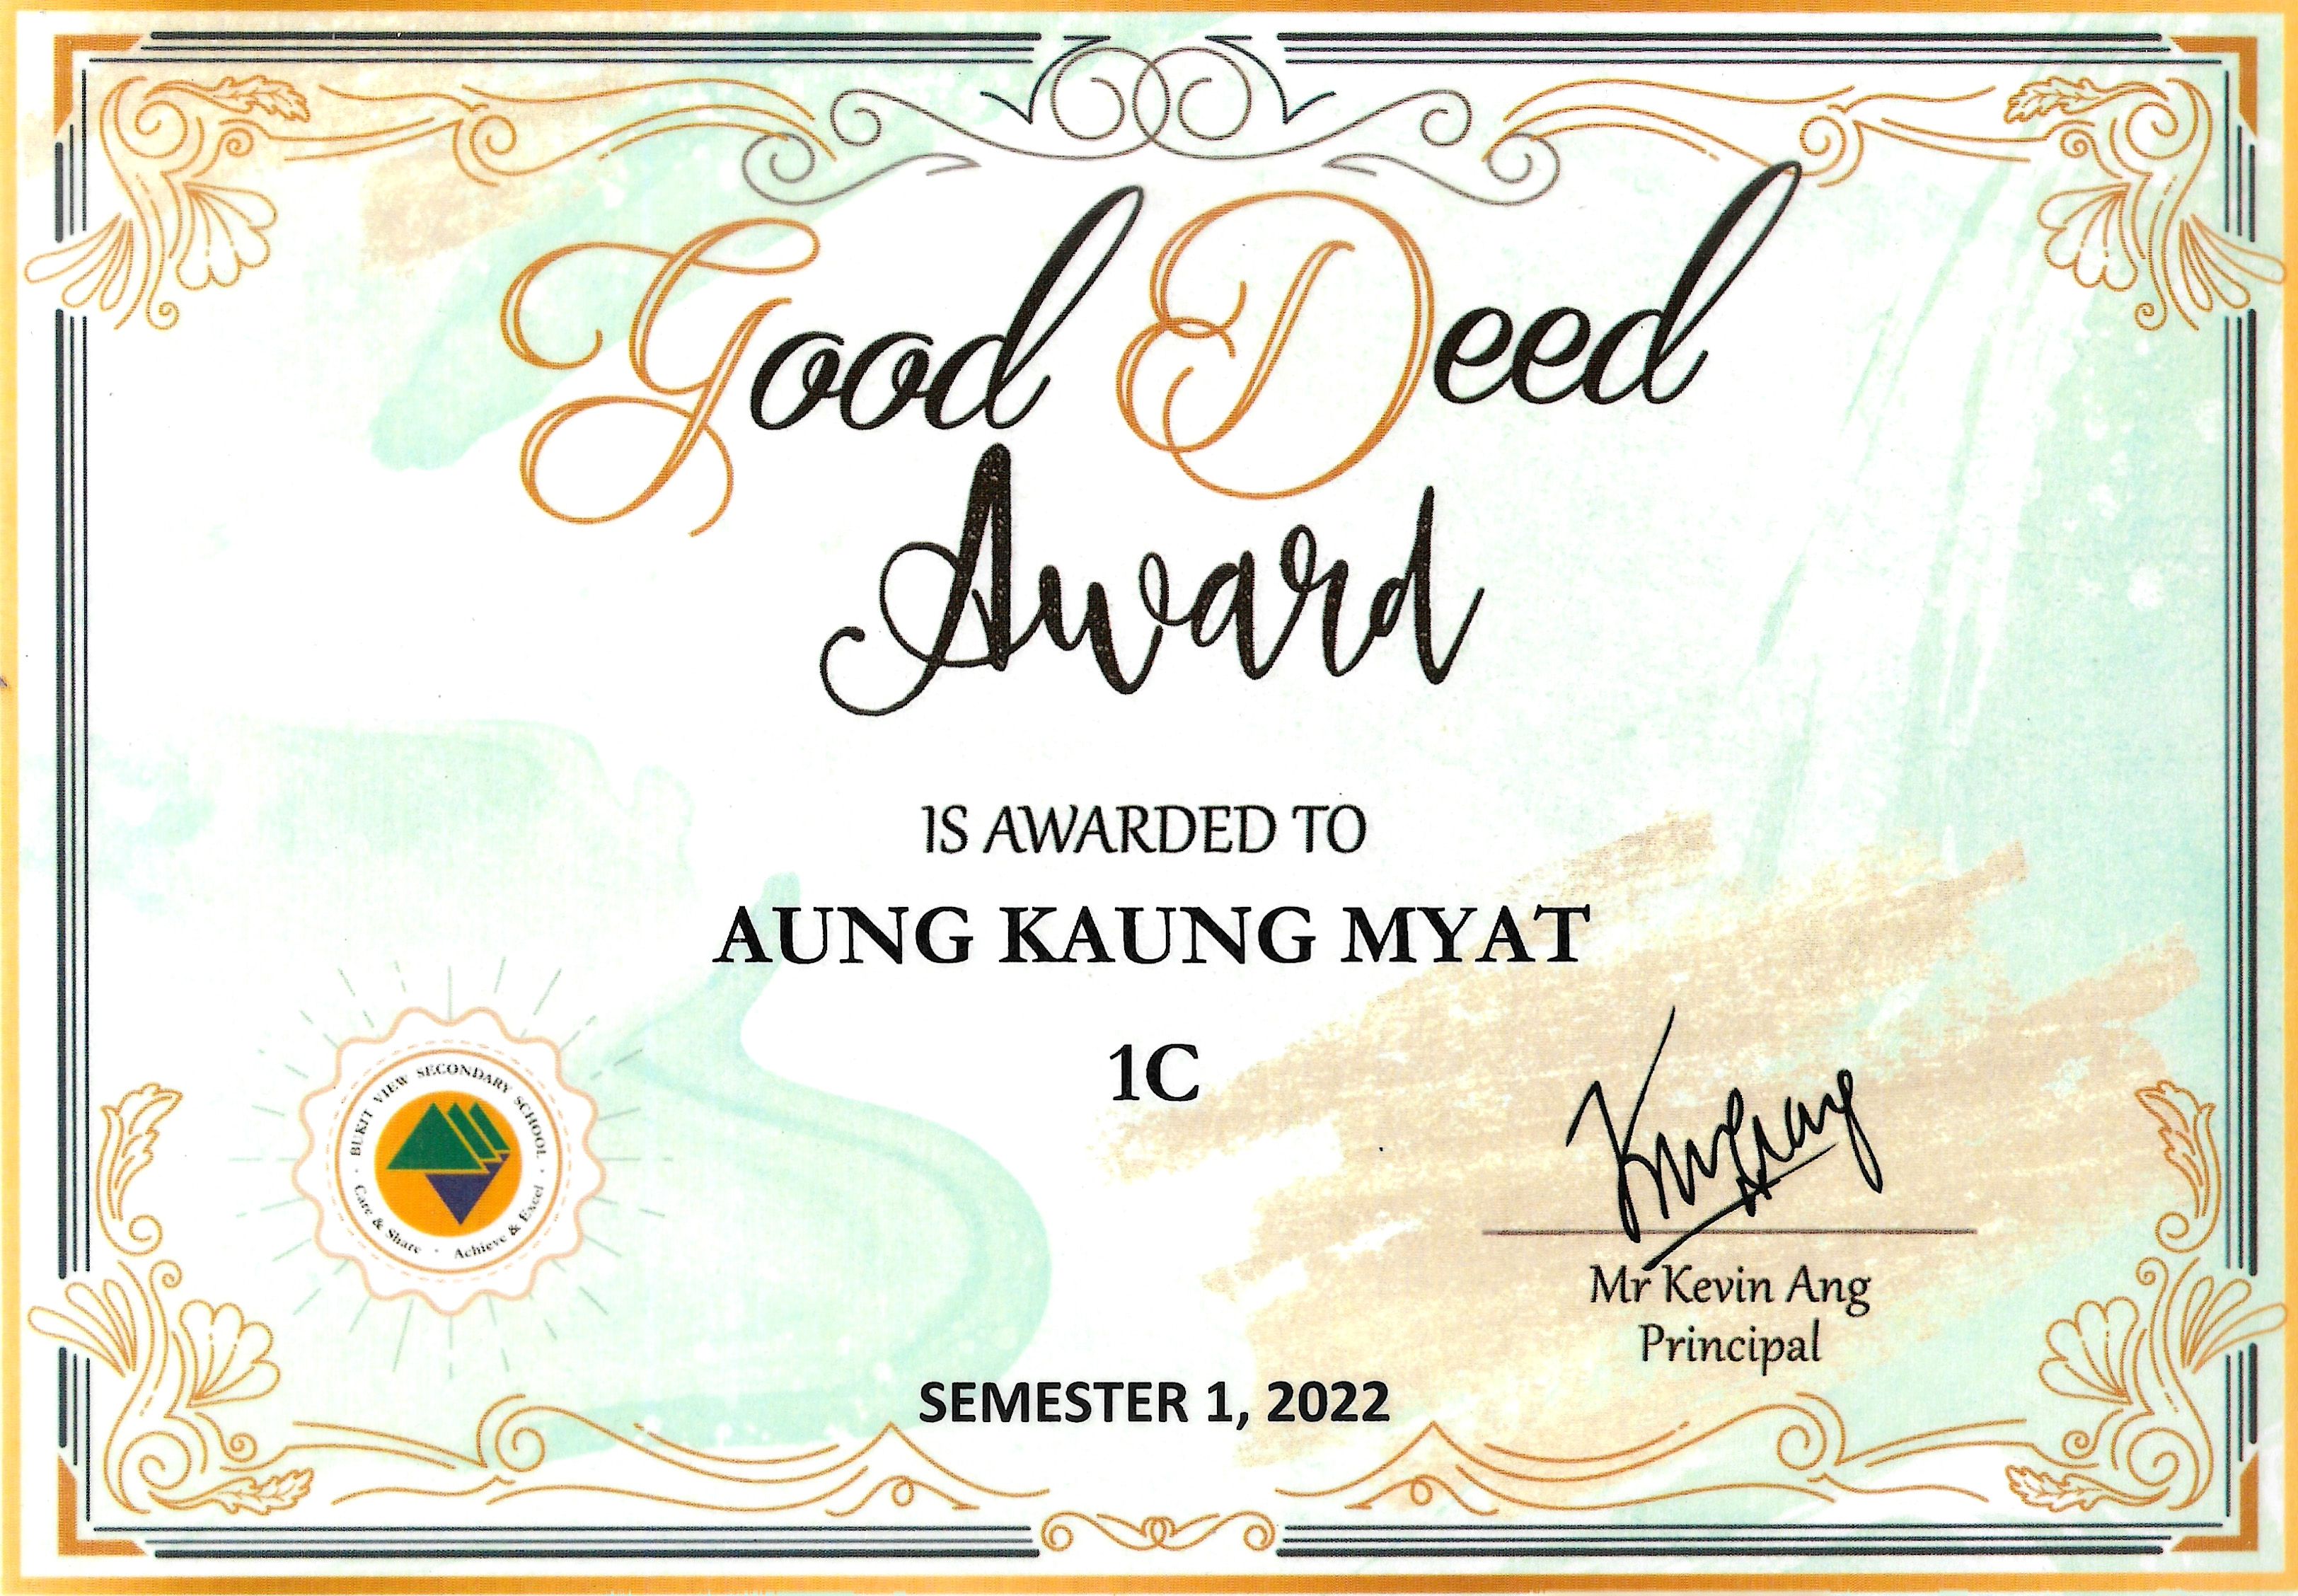 Good Deed
Award
IS AWARDED TO
AUNG KAUNG MYAT
1C
BUKIT VIEW SECONDARY SCHOOL
Care & Share · Achieve & Excel
Mr Kevin Ang
Principal
SEMESTER 1, 2022